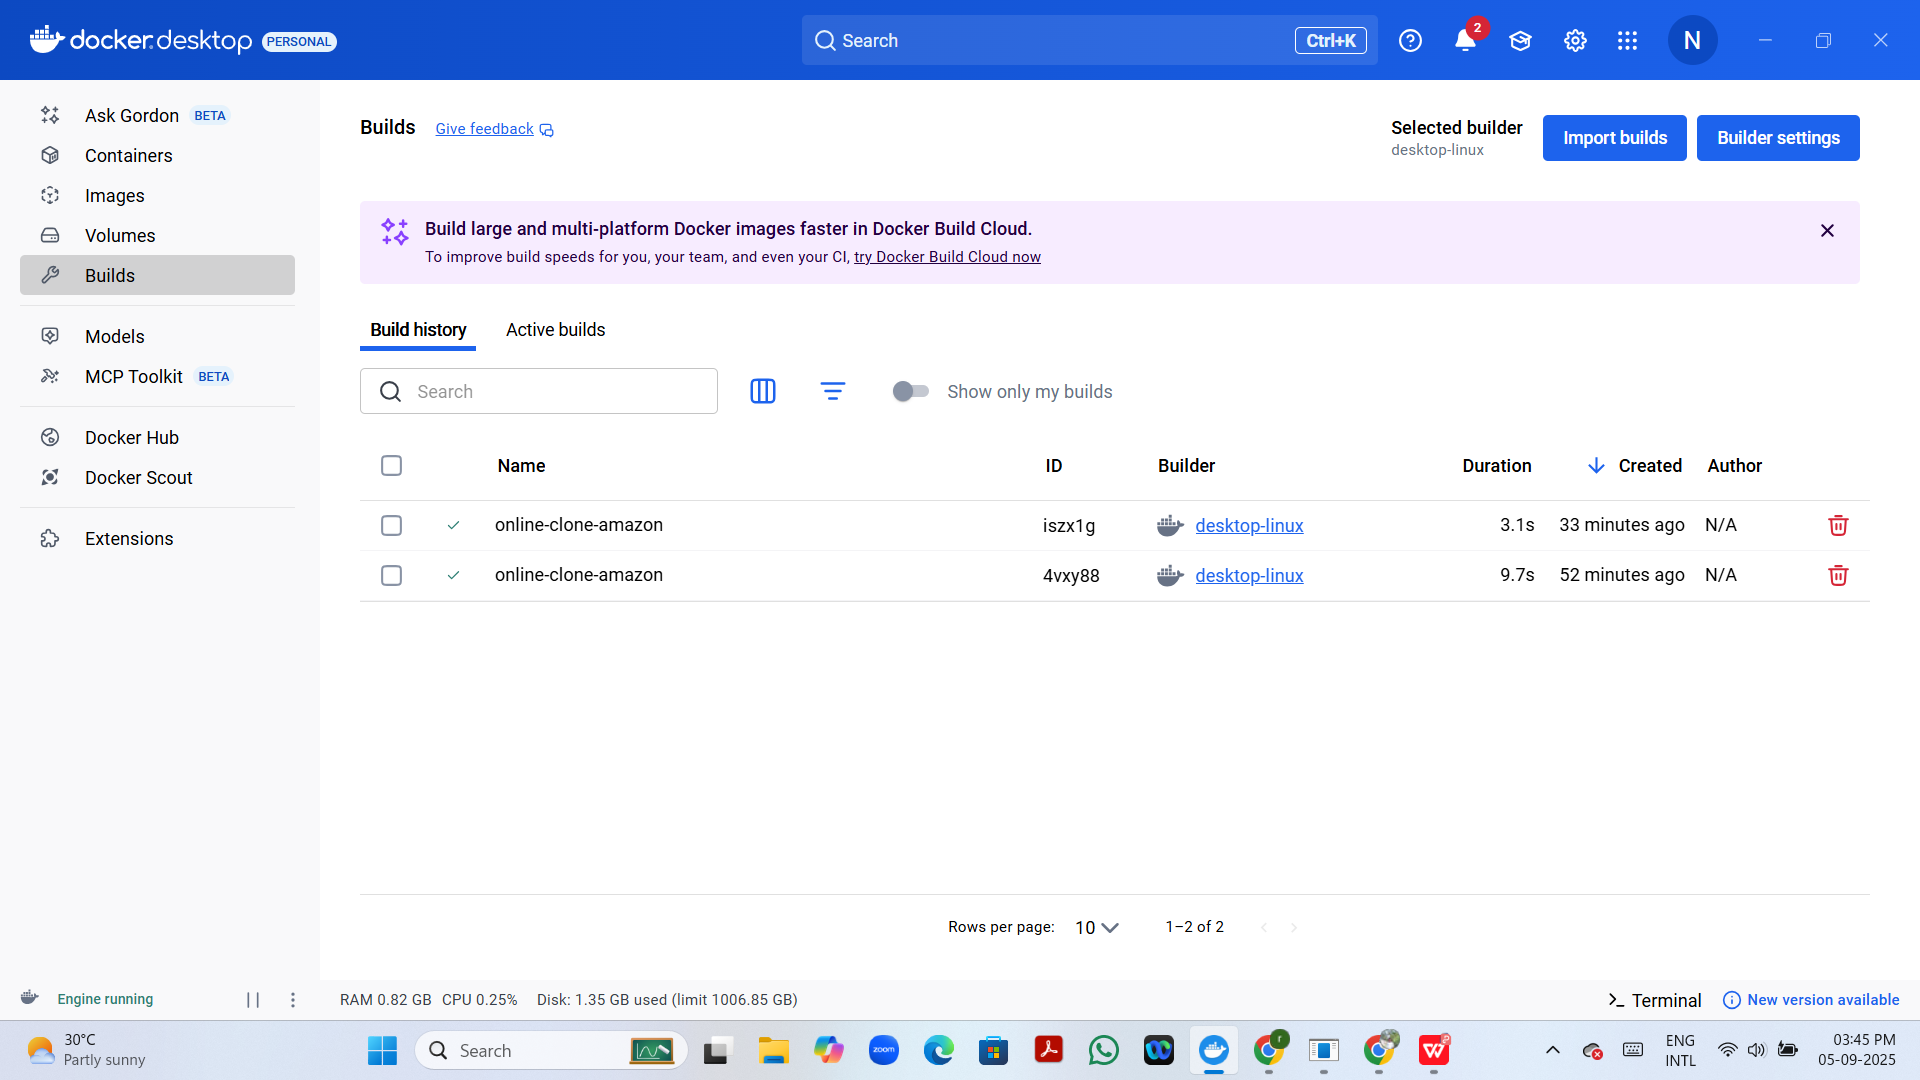 docker.desktop PERSONAL
Search
Ctrl+K
2
N
Ask Gordon BETA
Containers
Images
Volumes
Builds
Models
MCP Toolkit BETA
Docker Hub
Docker Scout
Extensions
Builds Give feedback
Selected builder
desktop-linux
Import builds
Builder settings
Build large and multi-platform Docker images faster in Docker Build Cloud.
To improve build speeds for you, your team, and even your CI, try Docker Build Cloud now
Build history Active builds
Search
Show only my builds
Name ID Builder Duration Created Author
online-clone-amazon iszx1g desktop-linux 3.1s 33 minutes ago N/A
online-clone-amazon 4vxy88 desktop-linux 9.7s 52 minutes ago N/A
Rows per page: 10 1–2 of 2
Engine running
RAM 0.82 GB CPU 0.25% Disk: 1.35 GB used (limit 1006.85 GB)
Terminal
New version available
30°C
Partly sunny
Search
zoom
r
ENG
INTL
03:45 PM
05-09-2025